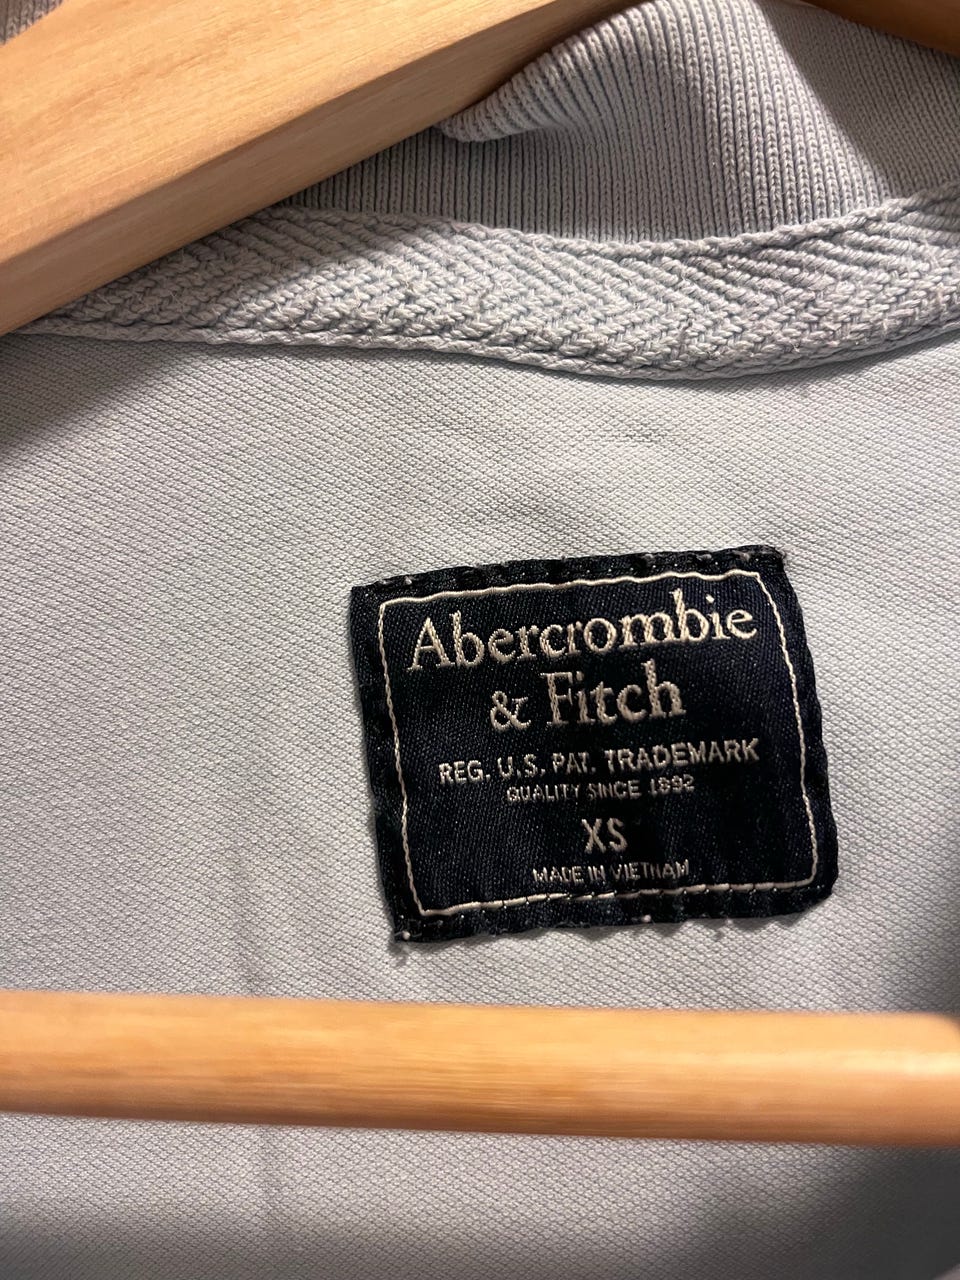 Abercrombie
& Fitch
REG. U.S. PAT. TRADEMARK
QUALITY SINCE 1892
XS
MADE IN VIETNAM